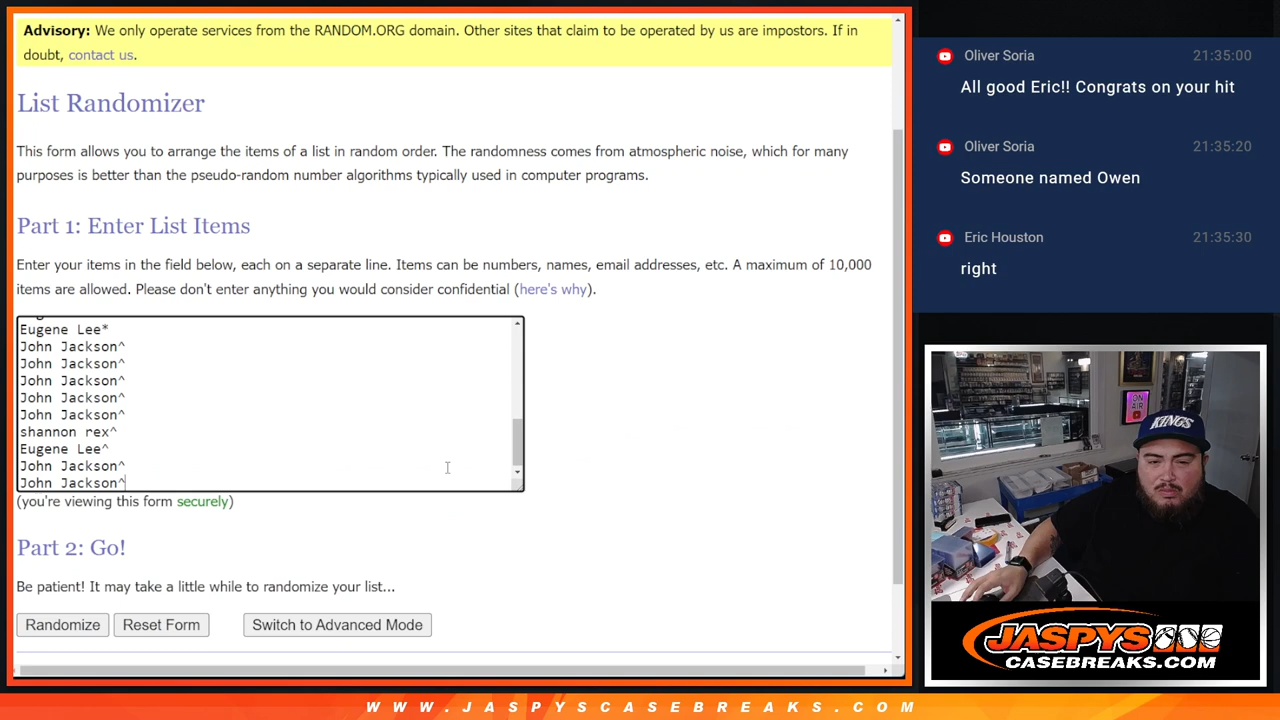 Advisory: We only operate services from the RANDOM.ORG domain. Other sites that claim to be operated by us are impostors. If in
doubt, contact us.
List Randomizer
This form allows you to arrange the items of a list in random order. The randomness comes from atmospheric noise, which for many
purposes is better than the pseudo-random number algorithms typically used in computer programs.
Part 1: Enter List Items
Enter your items in the field below, each on a separate line. Items can be numbers, names, email addresses, etc. A maximum of 10,000
items are allowed. Please don't enter anything you would consider confidential (here's why).
Eugene Lee*
John Jackson^
John Jackson^
John Jackson^
John Jackson^
John Jackson^
shannon rex^
Eugene Lee^
John Jackson^
John Jackson^
(you're viewing this form securely)
Part 2: Go!
Be patient! It may take a little while to randomize your list...
Randomize
Reset Form
Switch to Advanced Mode
Oliver Soria 21:35:00
All good Eric!! Congrats on your hit
Oliver Soria 21:35:20
Someone named Owen
Eric Houston 21:35:30
right
ON AIR
KINGS
JASPYS
CASEBREAKS.COM
WWW.JASPYSCASEBREAKS.COM